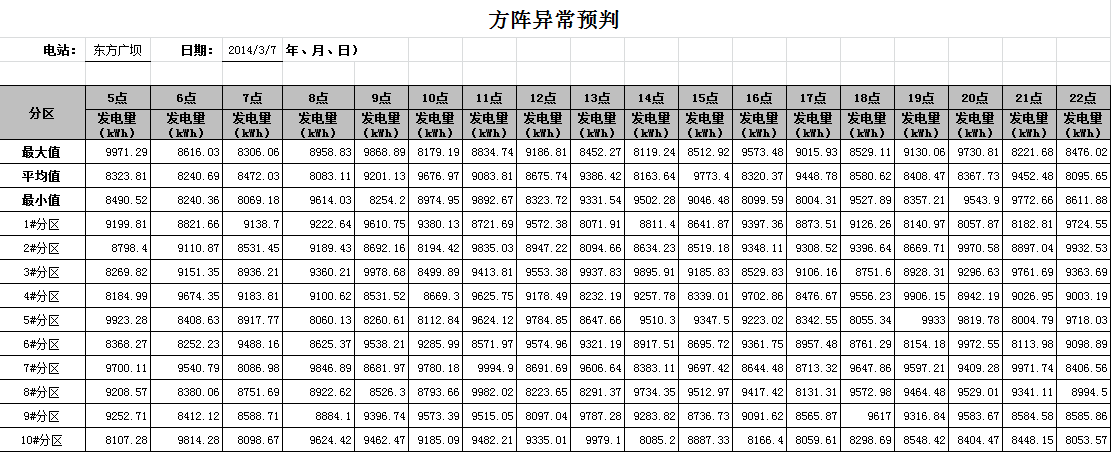 方阵异常预判
电站： 东方广坝 日期： 2014/3/7 年、月、日）
分区 5点 6点 7点 8点 9点 10点 11点 12点 13点 14点 15点 16点 17点 18点 19点 20点 21点 22点
发电量 发电量 发电量 发电量 发电量 发电量 发电量 发电量 发电量 发电量 发电量 发电量 发电量 发电量 发电量 发电量 发电量 发电量
(kWh) (kWh) (kWh) (kWh) (kWh) (kWh) (kWh) (kWh) (kWh) (kWh) (kWh) (kWh) (kWh) (kWh) (kWh) (kWh) (kWh) (kWh)
最大值 9971.29 8616.03 8306.06 8958.83 9868.89 8179.19 8834.74 9186.81 8452.27 8119.24 8512.92 9573.48 9015.93 8529.11 9130.06 9730.81 8221.68 8476.02
平均值 8323.81 8240.69 8472.03 8083.11 9201.13 9676.97 9083.81 8675.74 9386.42 8163.64 9773.4 8320.37 9448.78 8580.62 8408.47 8367.73 9452.48 8095.65
最小值 8490.52 8240.36 8069.18 9614.03 8254.2 8974.95 9892.67 8323.72 9331.54 9502.28 9046.48 8099.59 8004.31 9527.89 8357.21 9543.9 9772.66 8611.88
1#分区 9199.81 8821.66 9138.7 9222.64 9610.75 9380.13 8721.69 9572.38 8071.91 8811.4 8641.87 9397.36 8873.51 9126.26 8140.97 8057.87 8182.81 9724.55
2#分区 8798.4 9110.87 8531.45 9189.43 8692.16 8194.42 9835.03 8947.22 8094.66 8634.23 8519.18 9348.11 9308.52 9396.64 8669.71 9970.58 8897.04 9932.53
3#分区 8269.82 9151.35 8936.21 9360.21 9978.68 8499.89 9413.81 9553.38 9937.83 9895.91 9185.83 8529.83 9106.16 8751.6 8928.31 9296.63 9761.69 9363.69
4#分区 8184.99 9674.35 9183.81 9100.62 8531.52 8669.3 9625.75 9178.49 8232.19 9257.78 8339.01 9702.86 8476.67 9556.23 9906.15 8942.19 9026.95 9003.19
5#分区 9923.28 8408.63 8917.77 8060.13 8260.61 8112.84 9624.12 9784.85 8647.66 9510.3 9347.5 9223.02 8342.55 8055.34 9933 9819.78 8004.79 9718.03
6#分区 8368.27 8252.23 9488.16 8625.37 9538.21 9285.99 8571.97 9574.96 9321.19 8917.51 8695.72 9361.75 8957.48 8761.29 8154.18 9972.55 8113.98 9098.89
7#分区 9700.11 9540.79 8086.98 9846.89 8681.97 9780.18 9994.9 8691.69 9606.64 8383.11 9697.42 8644.48 8713.32 9647.86 9597.21 9409.28 9971.74 8406.56
8#分区 9208.57 8380.06 8751.69 8922.62 8526.3 8793.66 9982.02 8223.65 8291.37 9734.35 9512.97 9417.42 8131.31 9572.98 9464.48 9529.01 9341.11 8994.5
9#分区 9252.71 8412.12 8588.71 8884.1 9396.74 9573.39 9515.05 8097.04 9787.28 9283.82 8736.73 9091.62 8565.87 9617 9316.84 9583.67 8584.58 8585.86
10#分区 8107.28 9814.28 8098.67 9624.42 9462.47 9185.09 9482.21 9335.01 9979.1 8085.2 8887.33 8166.4 8059.61 8298.69 8548.42 8404.47 8448.15 8053.57